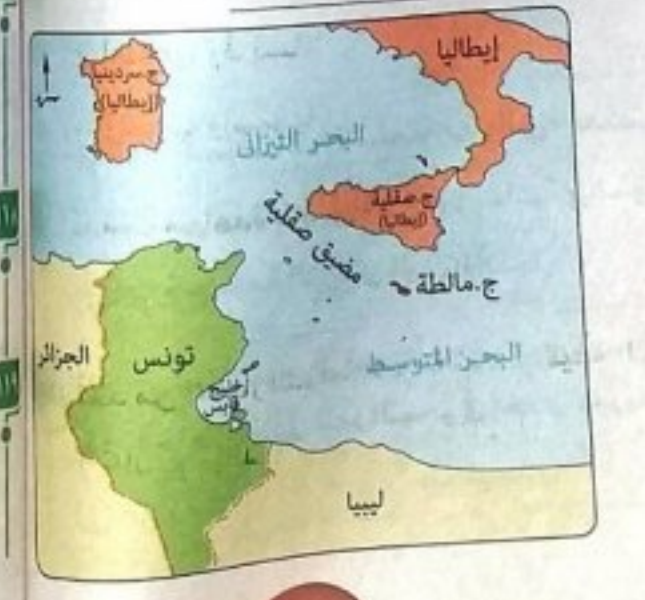 إيطاليا
ج.سردينيا
(إيطاليا)
البحر التيراني
ج.صقلية
(إيطاليا)
مضيق صقلية
ج.مالطة
الجزائر
تونس
البحر المتوسط
خليج
قابس
ليبيا